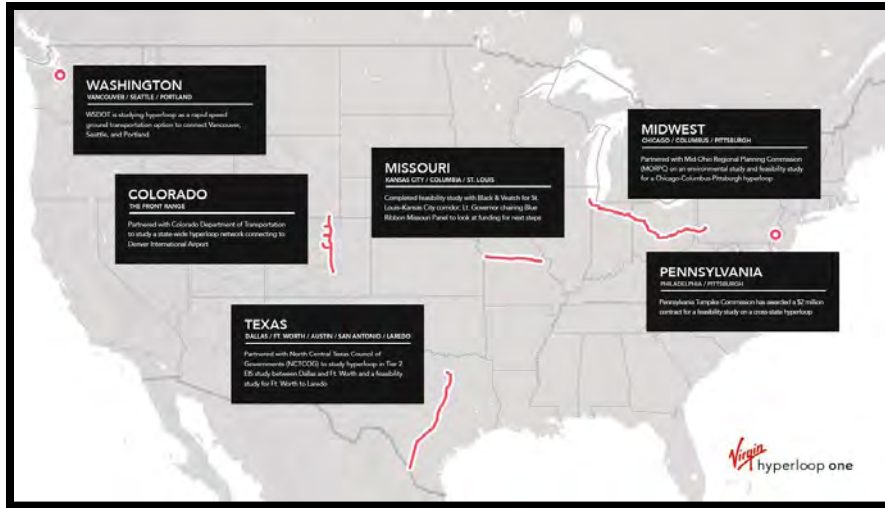 WASHINGTON
VANCOUVER / SEATTLE / PORTLAND
WSDOT is studying hyperloop as a rapid speed
ground transportation option to connect Vancouver,
Seattle, and Portland
COLORADO
THE FRONT RANGE
Partnered with Colorado Department of Transportation
to study a state-wide hyperloop network connecting to
Denver International Airport
MISSOURI
KANSAS CITY / COLUMBIA / ST. LOUIS
Completed feasibility study with Black & Veatch for St.
Louis-Kansas City corridor; Lt. Governor chairing Blue
Ribbon Missouri Panel to look at funding for next steps
MIDWEST
CHICAGO / COLUMBUS / PITTSBURGH
Partnered with Mid-Ohio Regional Planning Commission
(MORPC) on an environmental study and feasibility study
for a Chicago-Columbus-Pittsburgh hyperloop
PENNSYLVANIA
PHILADELPHIA / PITTSBURGH
Pennsylvania Turnpike Commission has awarded a $2 million
contract for a feasibility study on a cross-state hyperloop
TEXAS
DALLAS / FT. WORTH / AUSTIN / SAN ANTONIO / LAREDO
Partnered with North Central Texas Council of
Governments (NCTCOG) to study hyperloop in Tier 2
EIS study between Dallas and Ft. Worth and a feasibility
study for Ft. Worth to Laredo
Virgin hyperloop one